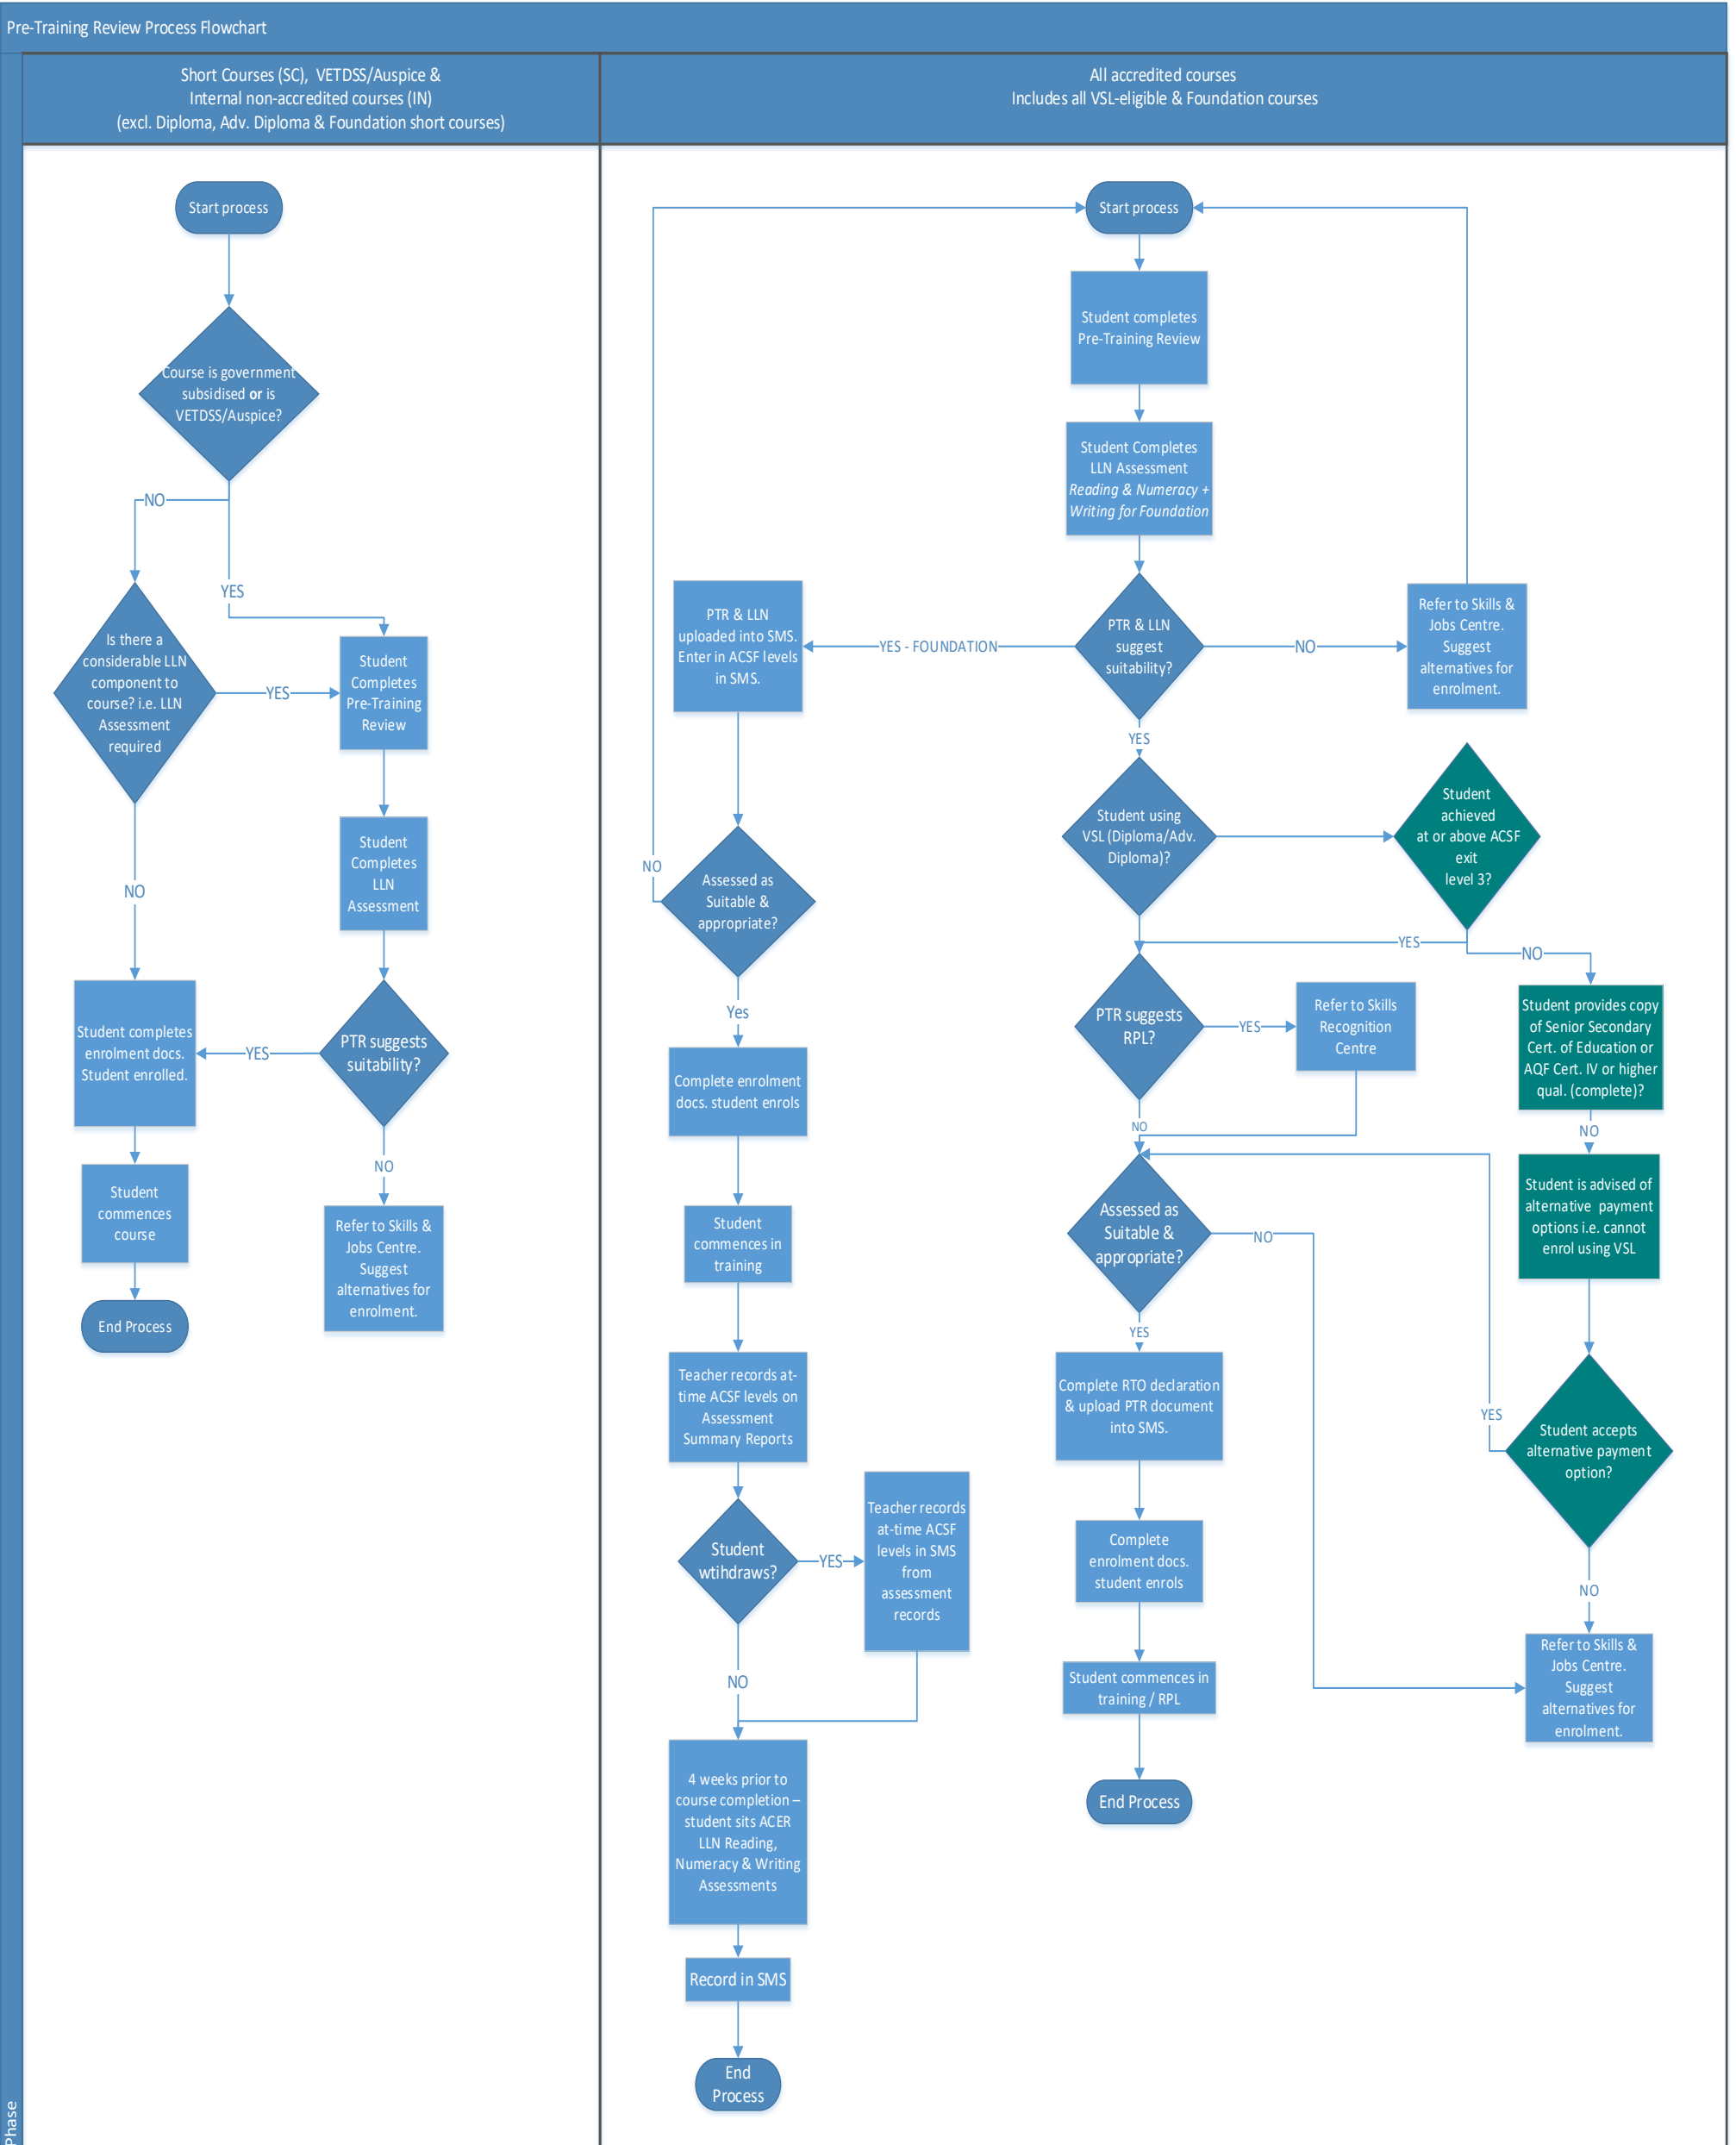 Pre-Training Review Process Flowchart
Short Courses (SC),  VETDSS/Auspice &
Internal non-accredited courses (IN)
(excl. Diploma, Adv. Diploma & Foundation short courses)
Start process
Course is government
subsidised or is
VETDSS/Auspice?
NO
YES
Is there a
considerable LLN
component to
course? i.e. LLN
Assessment
required
YES
Student
Completes
Pre-Training
Review
Student
Completes
LLN
Assessment
NO
Student completes
enrolment docs.
Student enrolled.
YES
PTR suggests
suitability?
NO
Student
commences
course
Refer to Skills &
Jobs Centre.
Suggest
alternatives for
enrolment.
End Process
All accredited courses
Includes all VSL-eligible & Foundation courses
Start process
Student completes
Pre-Training Review
Student Completes
LLN Assessment
Reading & Numeracy +
Writing for Foundation
PTR & LLN
uploaded into SMS.
Enter in ACSF levels
in SMS.
YES - FOUNDATION
PTR & LLN
suggest
suitability?
NO
Refer to Skills &
Jobs Centre.
Suggest
alternatives for
enrolment.
YES
Student using
VSL (Diploma/Adv.
Diploma)?
Student
achieved
at or above ACSF
exit
level 3?
NO
Assessed as
Suitable &
appropriate?
YES
NO
Yes
PTR suggests
RPL?
YES
Refer to Skills
Recognition
Centre
Student provides copy
of Senior Secondary
Cert. of Education or
AQF Cert. IV or higher
qual. (complete)?
Complete enrolment
docs. student enrols
NO
NO
Student is advised of
alternative  payment
options i.e. cannot
enrol using VSL
Student
commences in
training
Assessed as
Suitable &
appropriate?
NO
YES
Teacher records at-
time ACSF levels on
Assessment
Summary Reports
Complete RTO declaration
& upload PTR document
into SMS.
YES
Student accepts
alternative payment
option?
Student
wtihdraws?
YES
Teacher records
at-time ACSF
levels in SMS
from
assessment
records
Complete
enrolment docs.
student enrols
NO
NO
Student commences in
training / RPL
Refer to Skills &
Jobs Centre.
Suggest
alternatives for
enrolment.
4 weeks prior to
course completion –
student sits ACER
LLN Reading,
Numeracy & Writing
Assessments
End Process
Record in SMS
End
Process
Phase